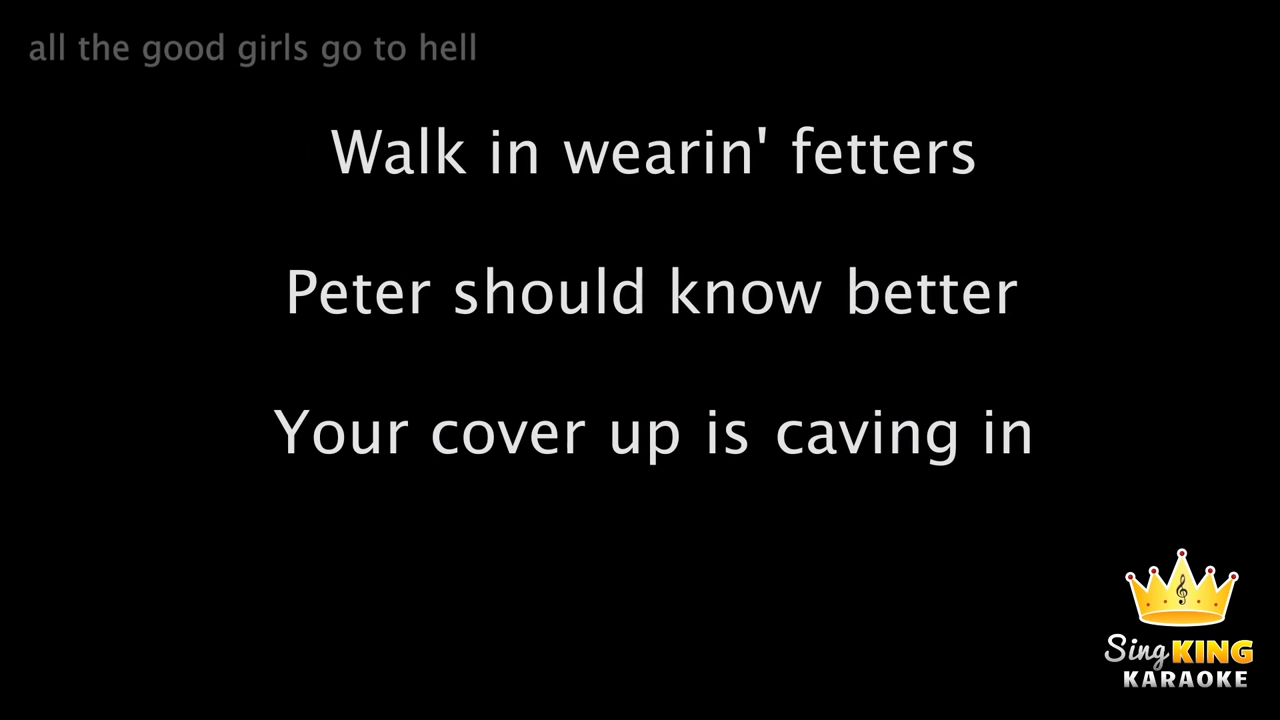 all the good girls go to hell
Walk in wearin' fetters
Peter should know better
Your cover up is caving in
Sing KING
KARAOKE